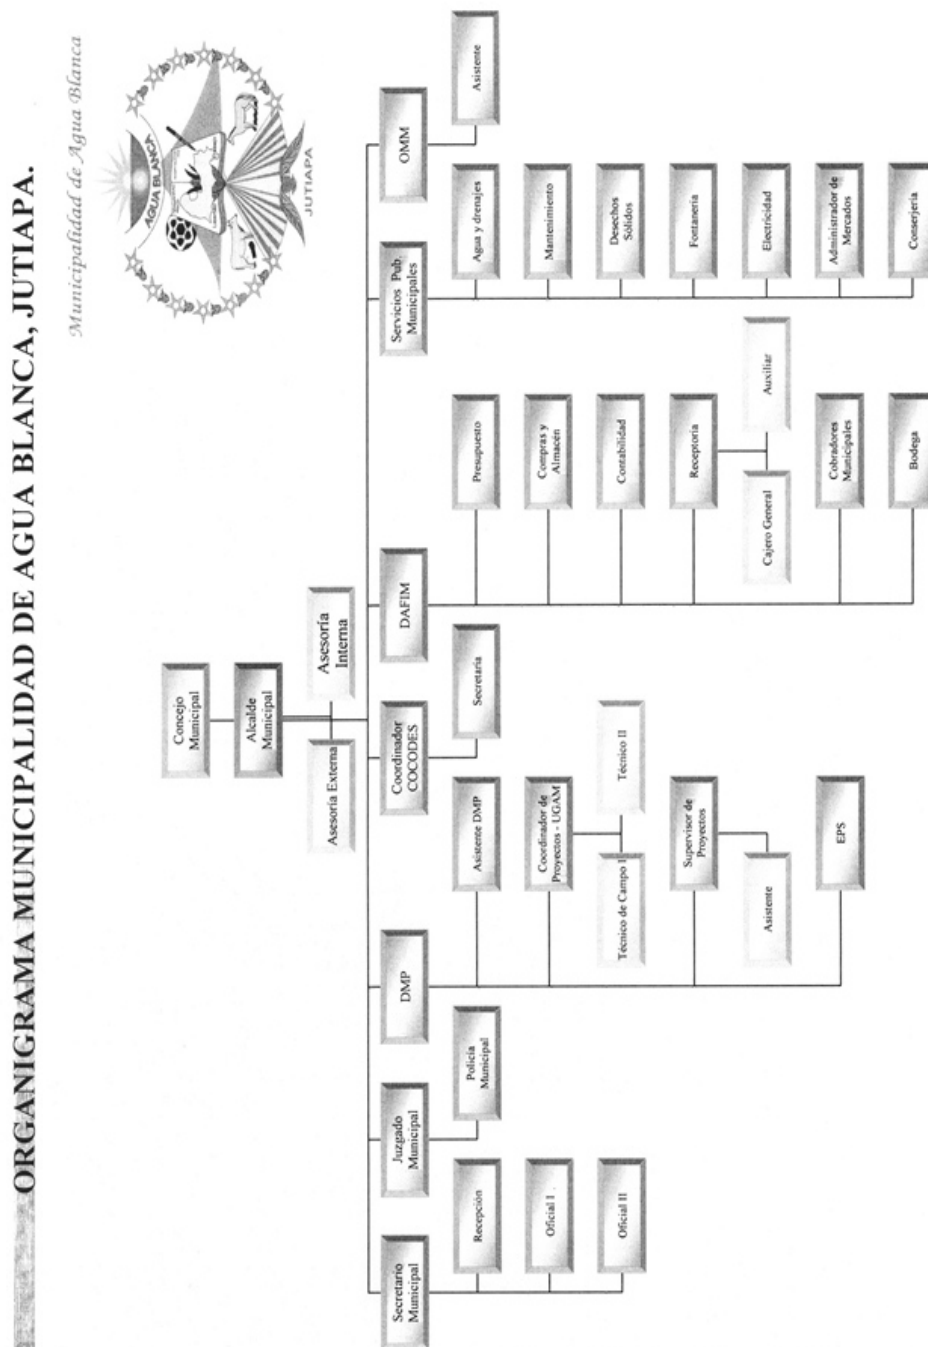 ORGANIGRAMA MUNICIPALIDAD DE AGUA BLANCA, JUTIAPA.
Municipalidad de Agua Blanca
AGUA BLANCA
JUTIAPA
Concejo
Municipal
Alcalde
Municipal
Asesoría Externa
Asesoría
Interna
Secretario
Municipal
Juzgado
Municipal
DMP
Coordinador
COCODES
DAFIM
Servicios Pub.
Municipales
OMM
Recepción
Oficial I
Oficial II
Policía
Municipal
Asistente DMP
Coordinador de
Proyectos - UGAM
Técnico de Campo I
Técnico II
Supervisor de
Proyectos
Asistente
EPS
Secretaria
Presupuesto
Compras y
Almacén
Contabilidad
Receptoria
Cajero General
Auxiliar
Cobradores
Municipales
Bodega
Agua y drenajes
Mantenimiento
Desechos
Sólidos
Fontanería
Electricidad
Administrador de
Mercados
Conserjería
Asistente